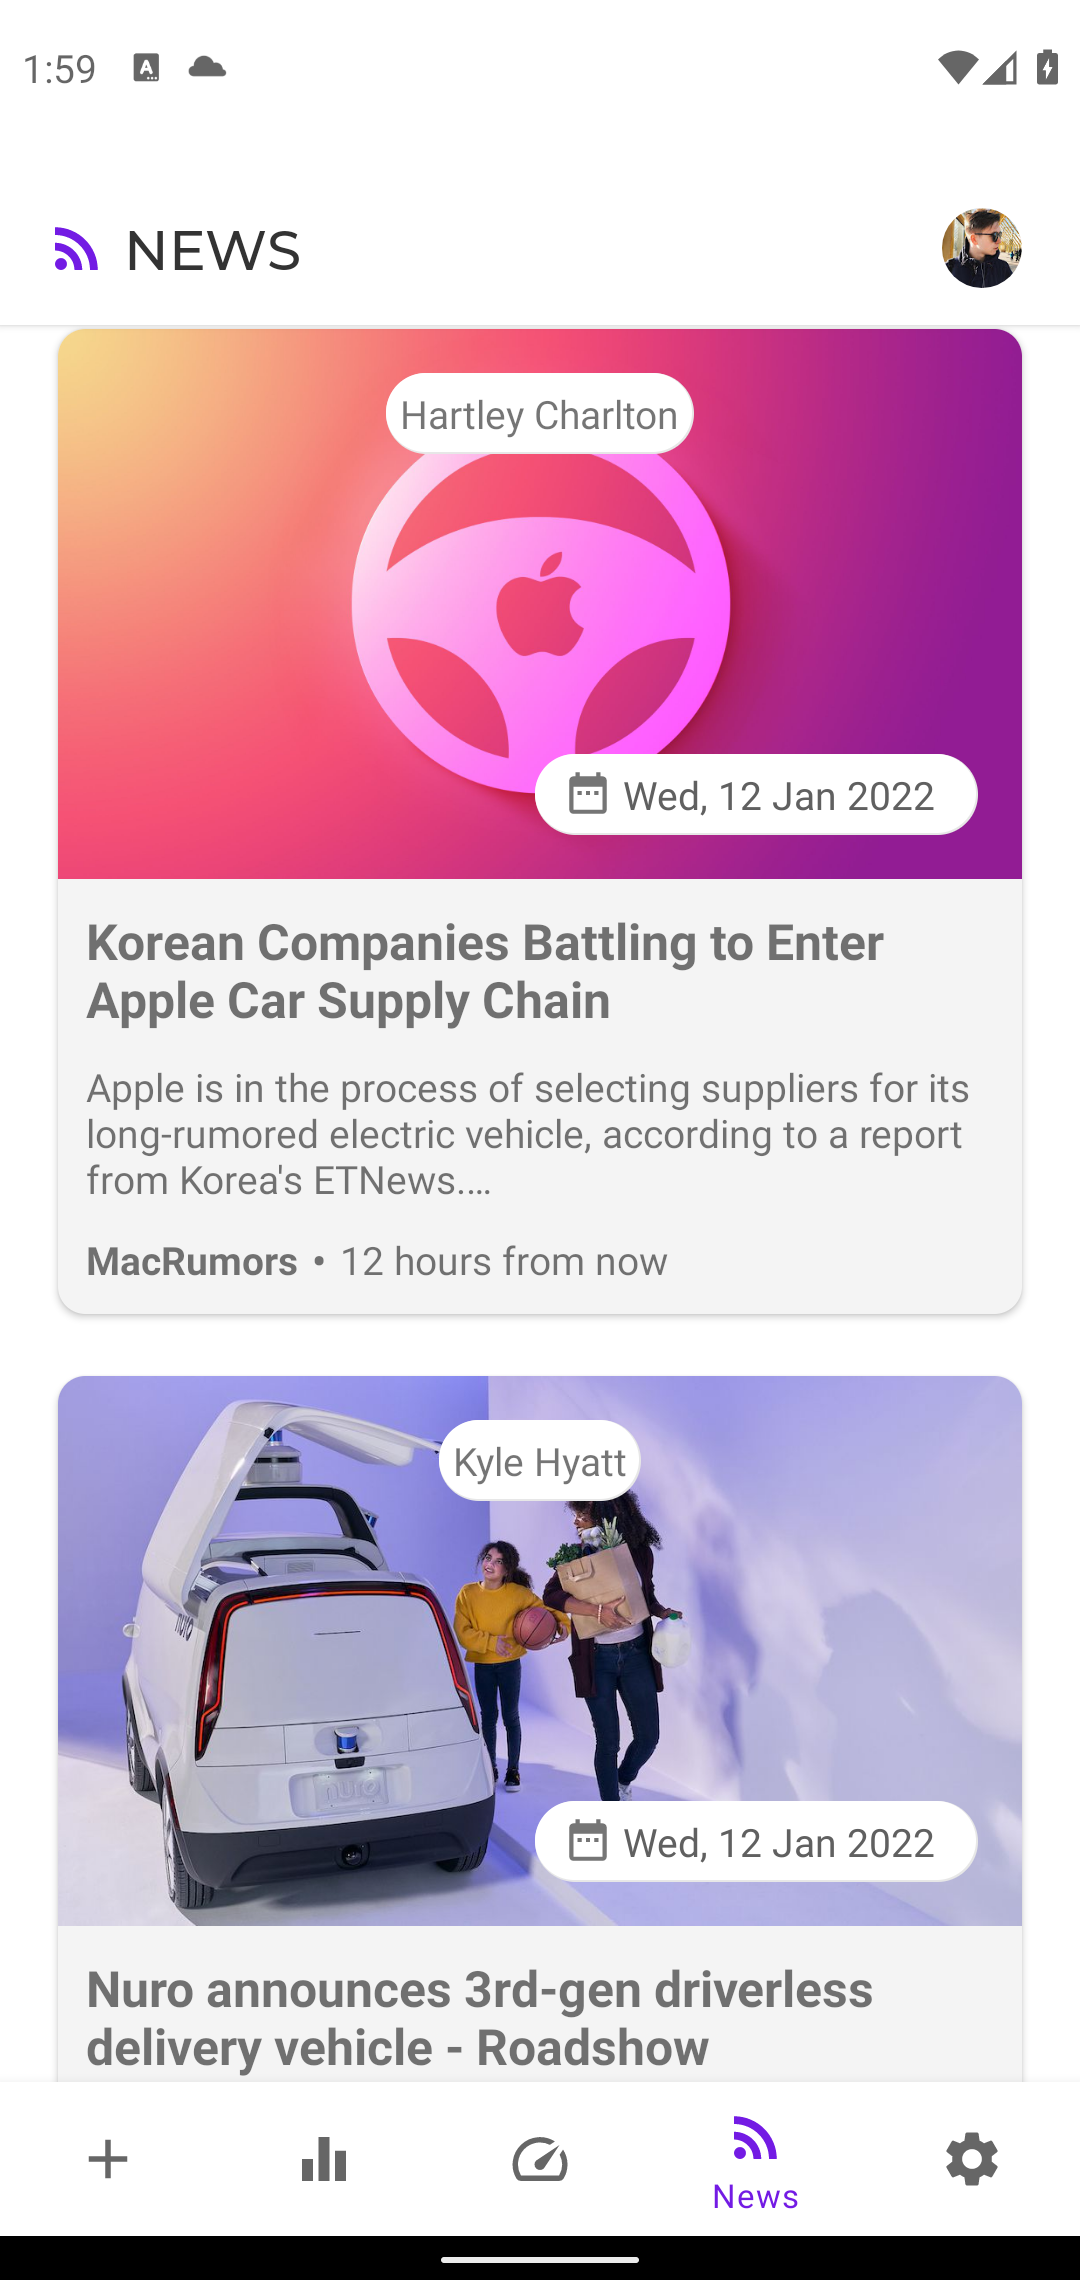 1:59
NEWS
Hartley Charlton
Wed, 12 Jan 2022
Korean Companies Battling to Enter
Apple Car Supply Chain
Apple is in the process of selecting suppliers for its
long-rumored electric vehicle, according to a report
from Korea's ETNews.…
MacRumors • 12 hours from now
Kyle Hyatt
nuro
nuro
Wed, 12 Jan 2022
Nuro announces 3rd-gen driverless
delivery vehicle - Roadshow
News